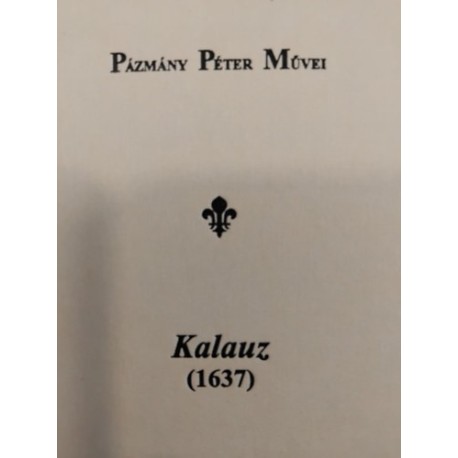 PÁZMÁNY PÉTER MŰVEI
Kalauz
(1637)